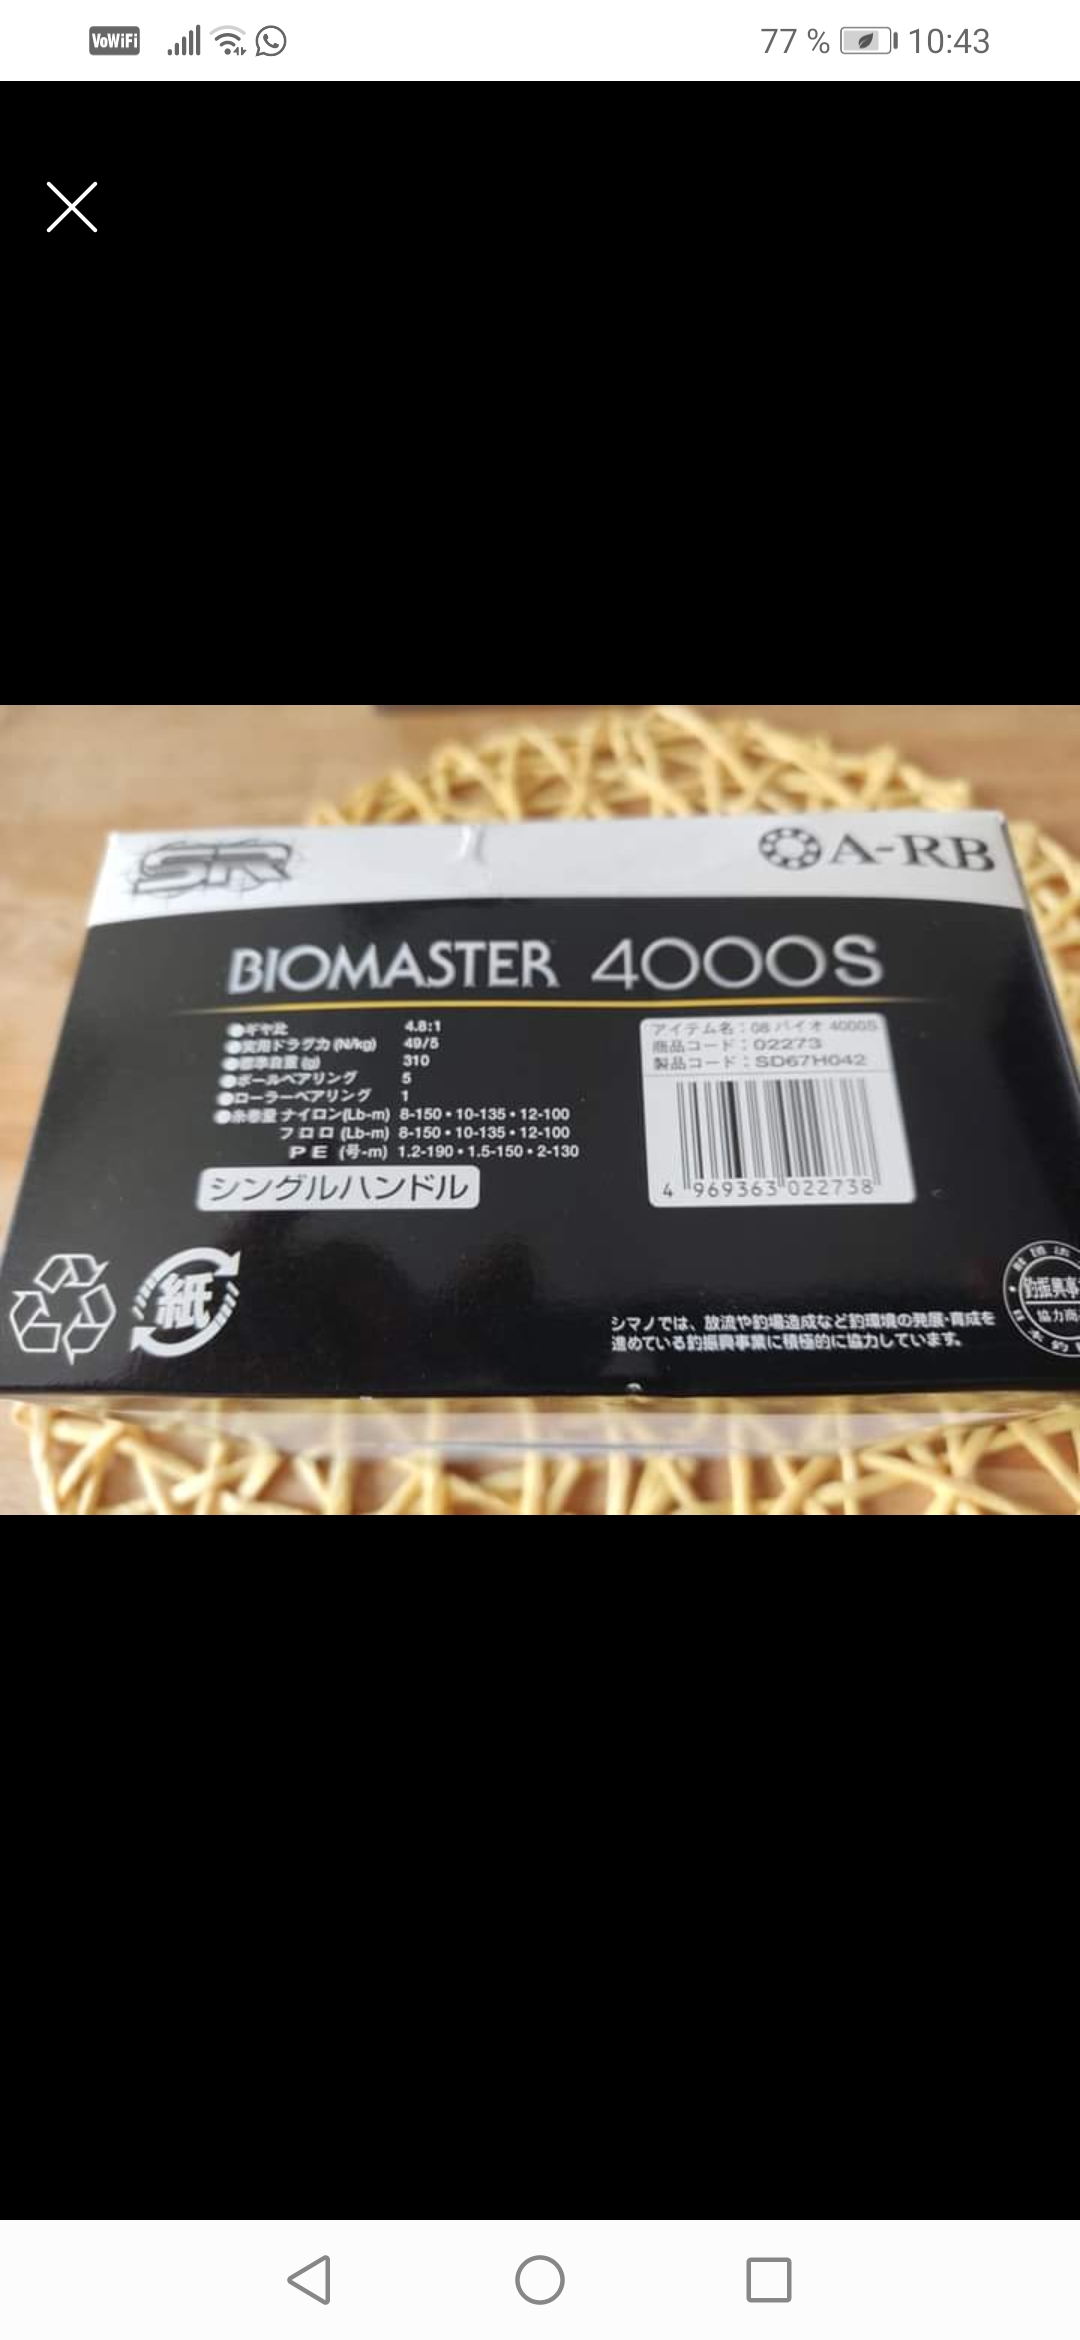 VoWiFi
77 % 10:43
SR
A-RB
BIOMASTER 4000S
●ギヤ比 4.8:1
●実用ドラグ力 (N/kg) 49/5
●標準自重 (g) 310
●ボールベアリング 5
●ローラーベアリング 1
●糸巻量 ナイロン(Lb-m) 8-150・10-135・12-100
フロロ (Lb-m) 8-150・10-135・12-100
PE (号-m) 1.2-190・1.5-150・2-130
シングルハンドル
アイテム名：08 バイオ 4000S
商品コード：02273
製品コード：SD67H042
4 969363 022738
紙
シマノでは、放流や釣場造成など釣環境の発展・育成を
進めている釣振興事業に積極的に協力しています。
釣振興事
協力商